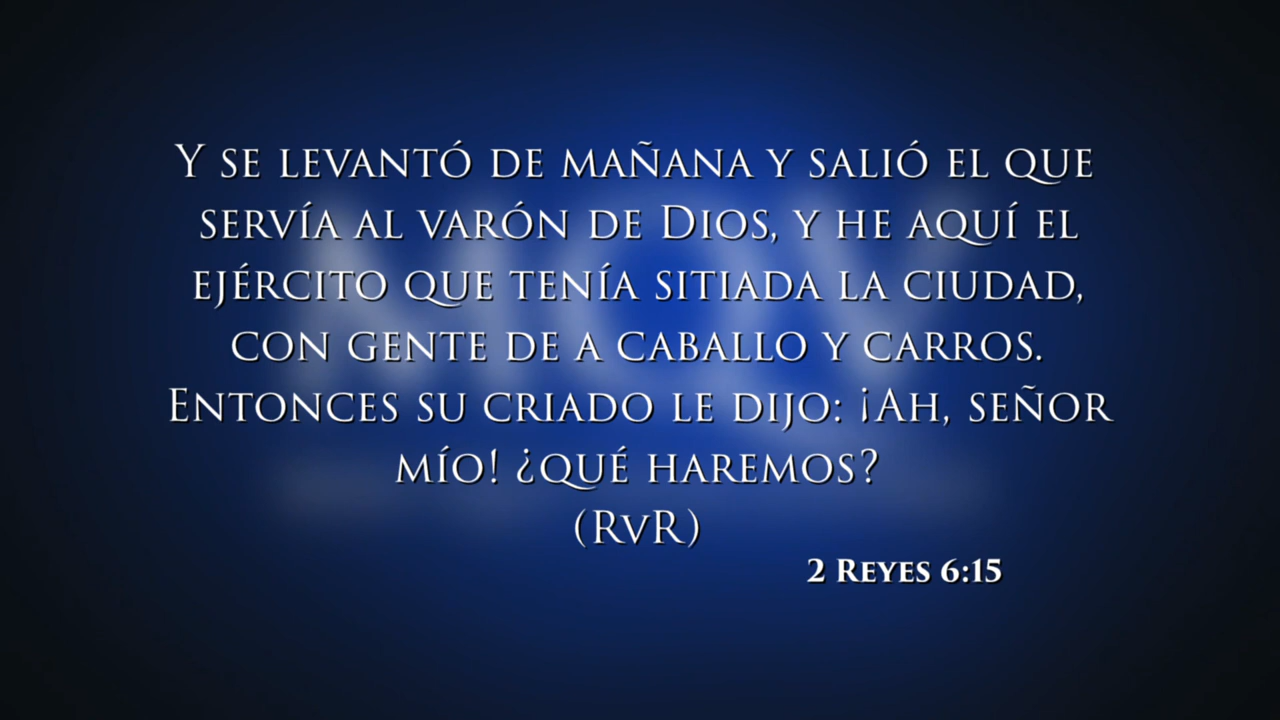 Y se levantó de mañana y salió el que
servía al varón de Dios, y he aquí el
ejército que tenía sitiada la ciudad,
con gente de a caballo y carros.
Entonces su criado le dijo: ¡Ah, señor
mío! ¿qué haremos?
(RvR)
2 Reyes 6:15